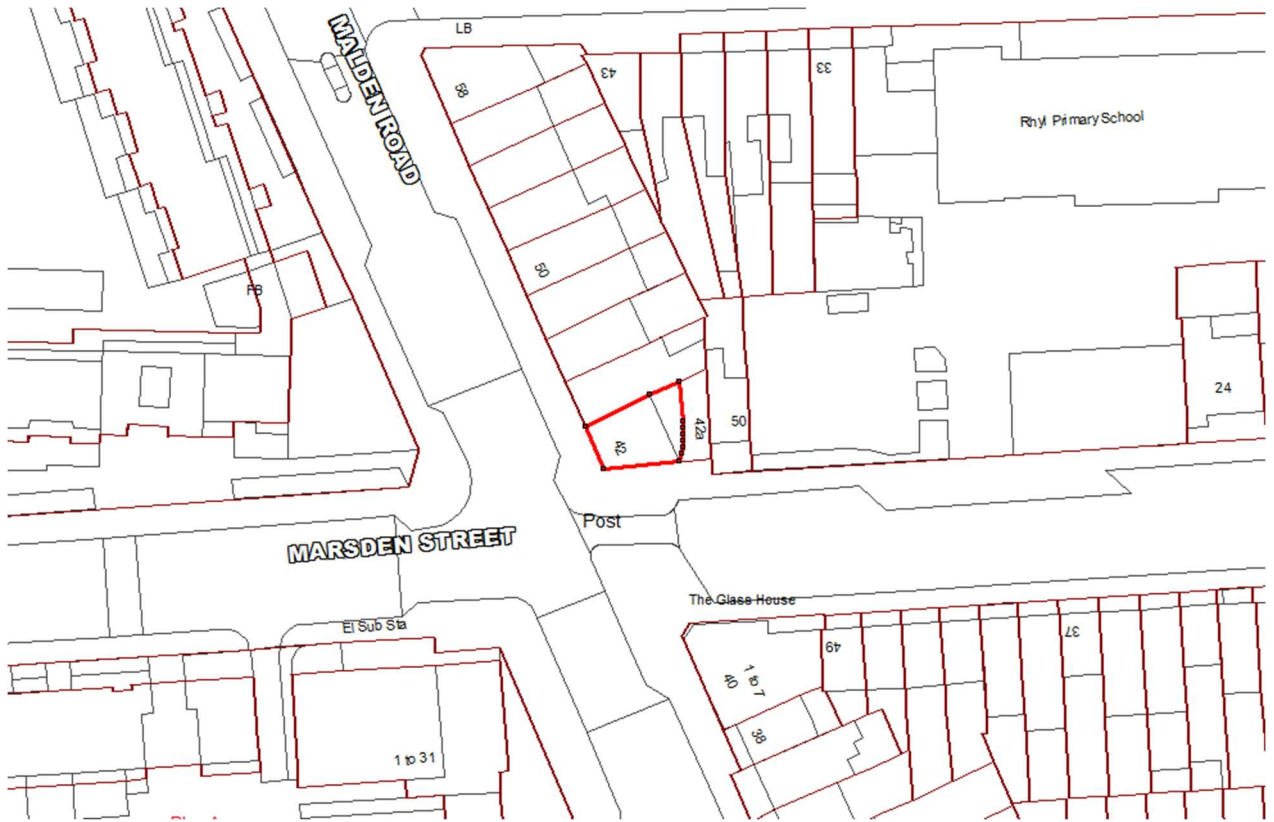 LB
MALDEN ROAD
58
43
33
Rhyl Primary School
50
FB
24
42
42a
50
Post
MARSDEN STREET
The Glass House
El Sub Sta
49
37
1 to 7
40
38
1 to 31